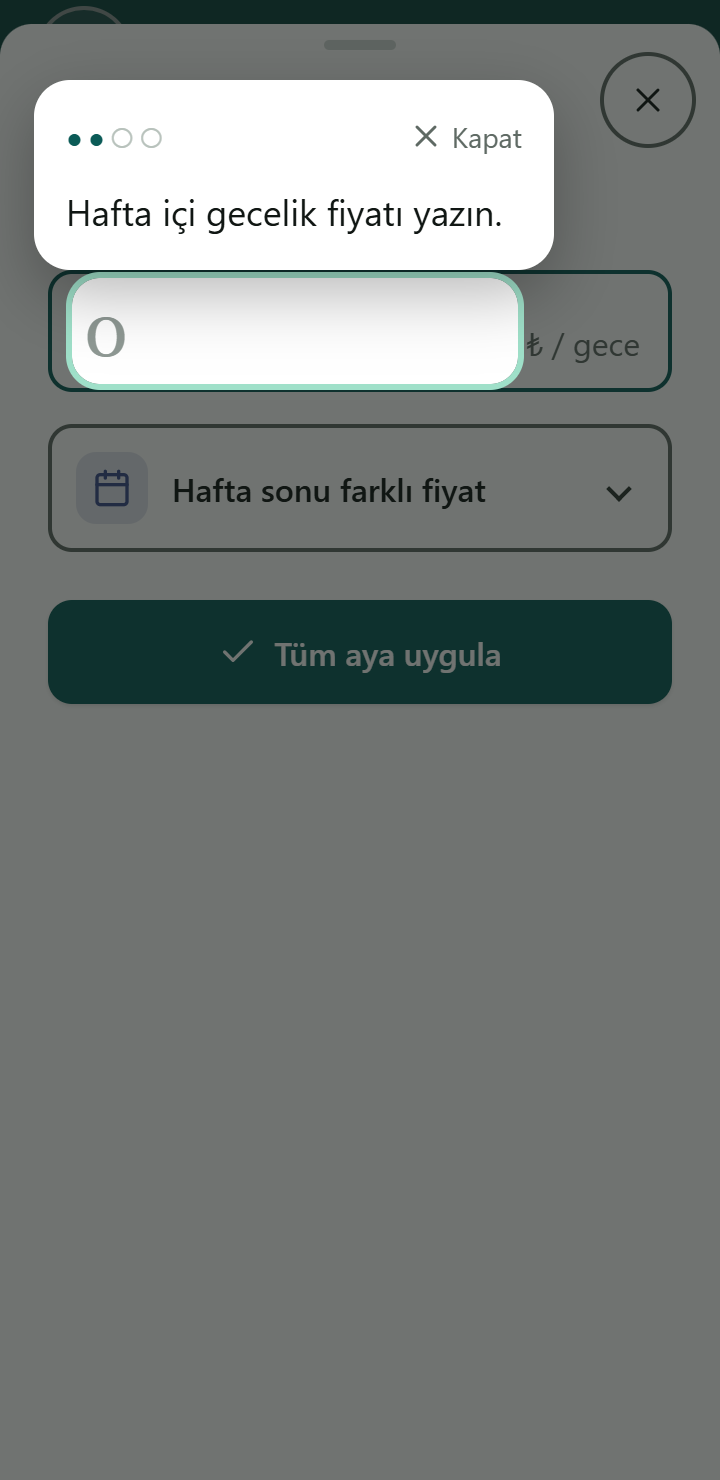 Kapat
Hafta içi gecelik fiyatı yazın.
0
₺ / gece
Hafta sonu farklı fiyat
Tüm aya uygula